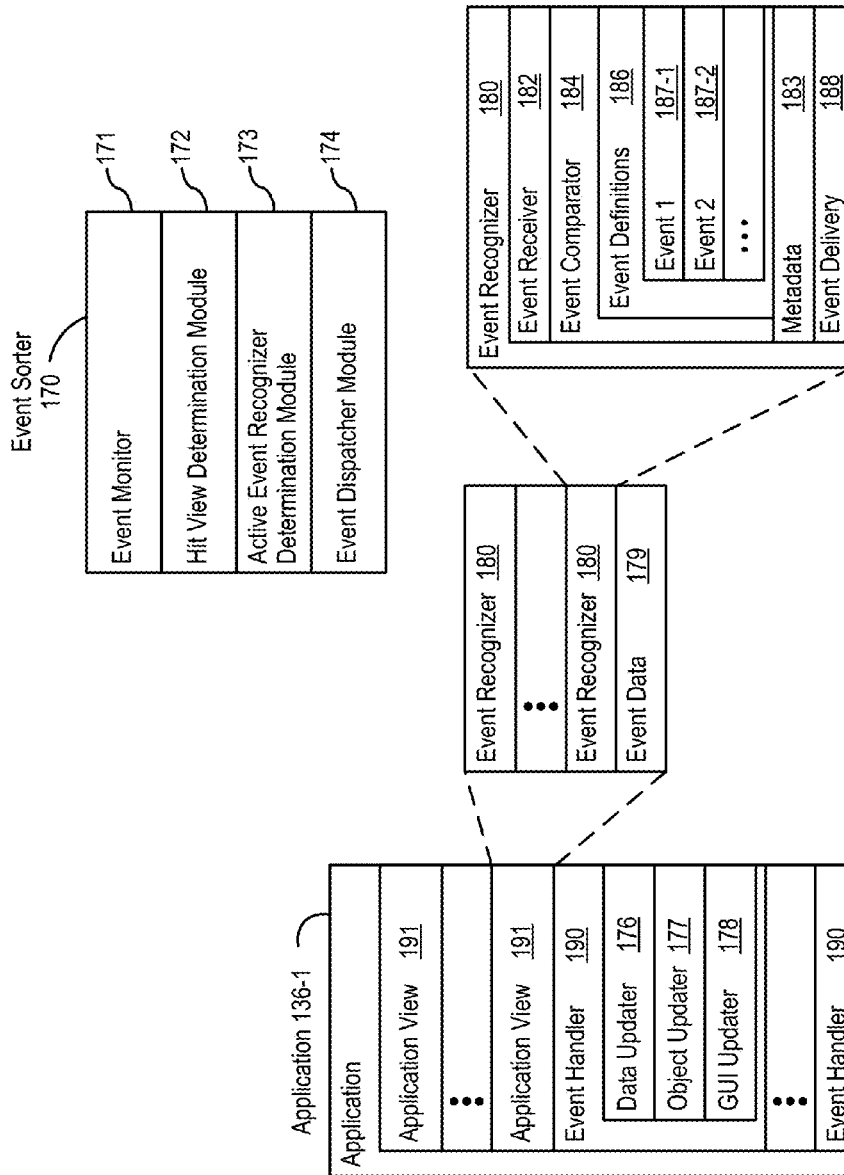 Event Sorter
170
Event Monitor
171
Hit View Determination Module
172
Active Event Recognizer
Determination Module
173
Event Dispatcher Module
174
Application 136-1
Application
Application View 191
Application View 191
Event Handler 190
Data Updater 176
Object Updater 177
GUI Updater 178
Event Handler 190
Event Recognizer 180
Event Recognizer 180
Event Data 179
Event Recognizer 180
Event Receiver 182
Event Comparator 184
Event Definitions 186
Event 1 187-1
Event 2 187-2
Metadata 183
Event Delivery 188